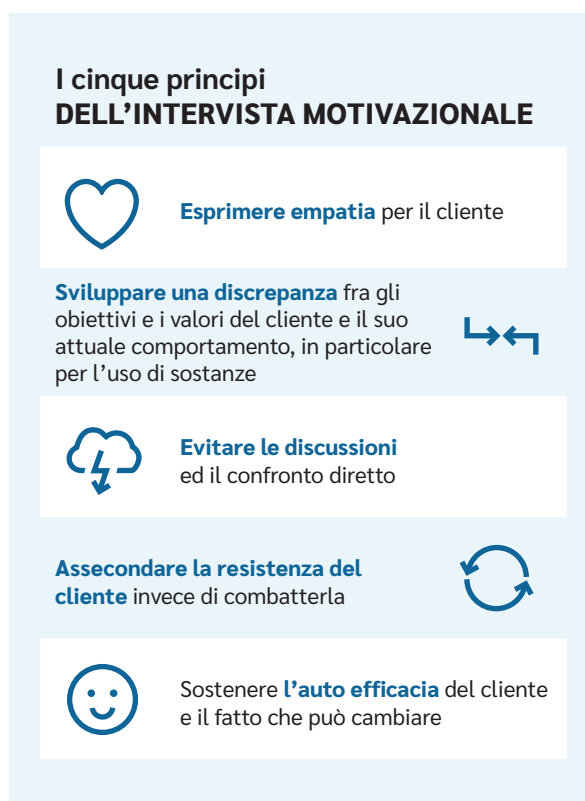 I cinque principi
DELL’INTERVISTA MOTIVAZIONALE
Esprimere empatia per il cliente
Sviluppare una discrepanza fra gli
obiettivi e i valori del cliente e il suo
attuale comportamento, in particolare
per l’uso di sostanze
Evitare le discussioni
ed il confronto diretto
Assecondare la resistenza del
cliente invece di combatterla
Sostenere l’auto efficacia del cliente
e il fatto che può cambiare